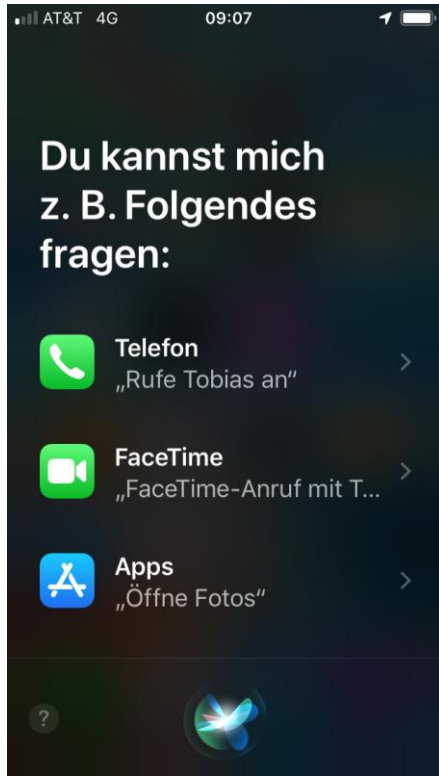 AT&T 4G 09:07
Du kannst mich
z. B. Folgendes
fragen:
Telefon
„Rufe Tobias an“
FaceTime
„FaceTime-Anruf mit T...
Apps
„Öffne Fotos“
?